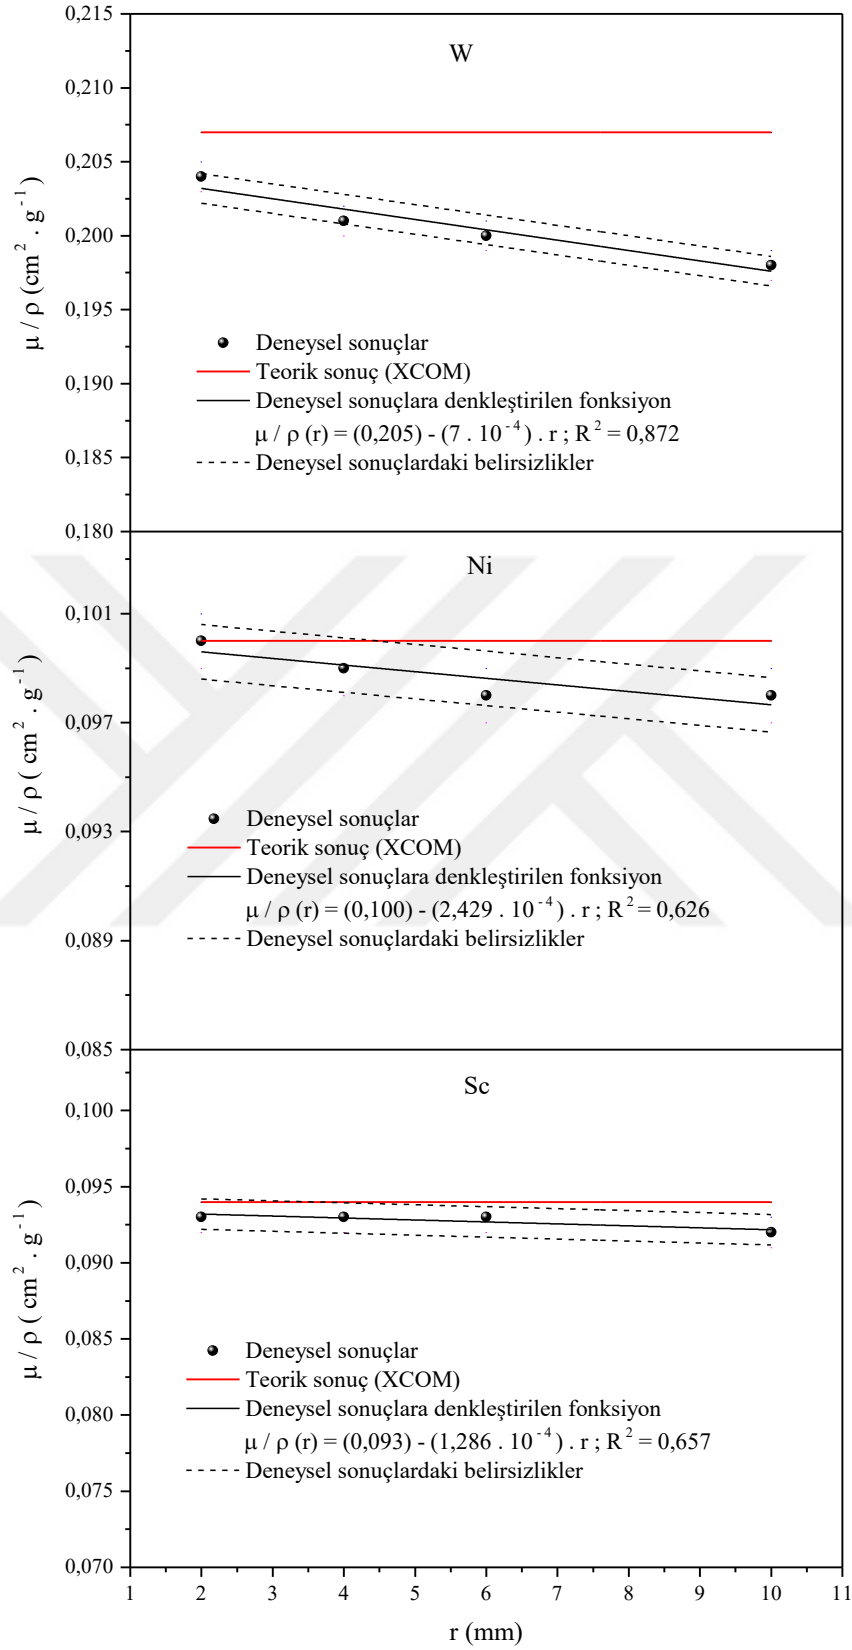 W
0,215
0,210
0,205
0,200
0,195
0,190
0,185
0,180
μ / ρ (cm² . g⁻¹)
Deneysel sonuçlar
Teorik sonuç (XCOM)
Deneysel sonuçlara denkleştirilen fonksiyon
μ / ρ (r) = (0,205) - (7 . 10⁻⁴) . r ; R² = 0,872
Deneysel sonuçlardaki belirsizlikler
Ni
0,101
0,097
0,093
0,089
0,085
μ / ρ ( cm² . g⁻¹)
Deneysel sonuçlar
Teorik sonuç (XCOM)
Deneysel sonuçlara denkleştirilen fonksiyon
μ / ρ (r) = (0,100) - (2,429 . 10⁻⁴) . r ; R² = 0,626
Deneysel sonuçlardaki belirsizlikler
Sc
0,100
0,095
0,090
0,085
0,080
0,075
0,070
μ / ρ ( cm² . g⁻¹)
Deneysel sonuçlar
Teorik sonuç (XCOM)
Deneysel sonuçlara denkleştirilen fonksiyon
μ / ρ (r) = (0,093) - (1,286 . 10⁻⁴) . r ; R² = 0,657
Deneysel sonuçlardaki belirsizlikler
1 2 3 4 5 6 7 8 9 10 11
r (mm)